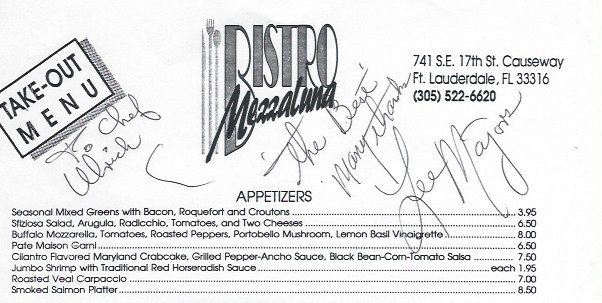 TAKE-OUT
MENU
BISTRO
Mezzaluna
741 S.E. 17th St. Causeway
Ft. Lauderdale, FL 33316
(305) 522-6620
To Chef
Ulrich
"The Best"
Many thanks
Lee Majors
APPETIZERS
Seasonal Mixed Greens with Bacon, Roquefort and Croutons 3.95
Sfiziosa Salad, Arugula, Radicchio, Tomatoes, and Two Cheeses 6.50
Buffalo Mozzarella, Tomatoes, Roasted Peppers, Portobello Mushroom, Lemon Basil Vinaigrette 8.00
Pate Maison Garni 6.50
Cilantro Flavored Maryland Crabcake, Grilled Pepper-Ancho Sauce, Black Bean-Corn-Tomato Salsa 7.50
Jumbo Shrimp with Traditional Red Horseradish Sauce each 1.95
Roasted Veal Carpaccio 7.00
Smoked Salmon Platter 8.50